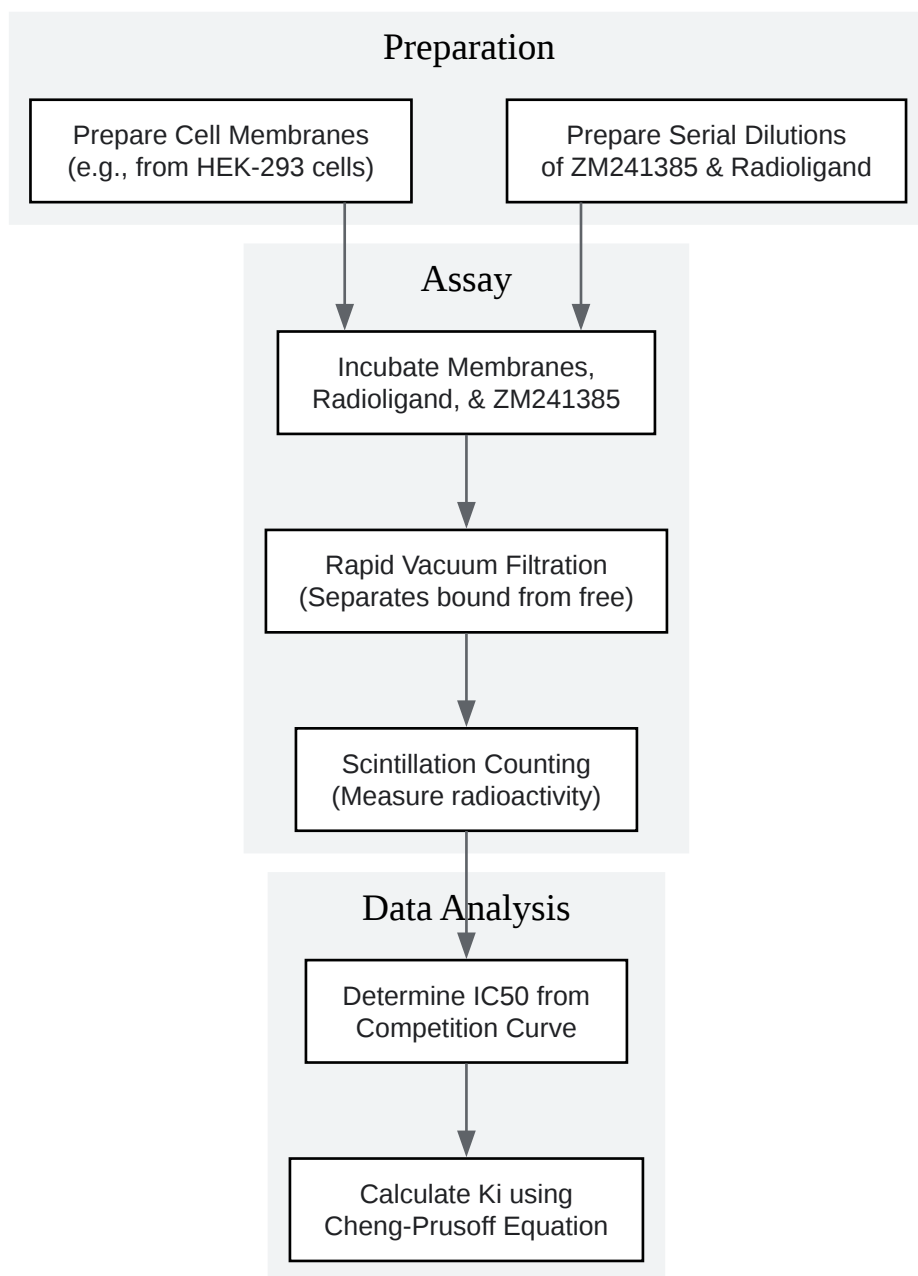 Preparation
Prepare Cell Membranes
(e.g., from HEK-293 cells)
Prepare Serial Dilutions
of ZM241385 & Radioligand
Assay
Incubate Membranes,
Radioligand, & ZM241385
Rapid Vacuum Filtration
(Separates bound from free)
Scintillation Counting
(Measure radioactivity)
Data Analysis
Determine IC50 from
Competition Curve
Calculate Ki using
Cheng-Prusoff Equation